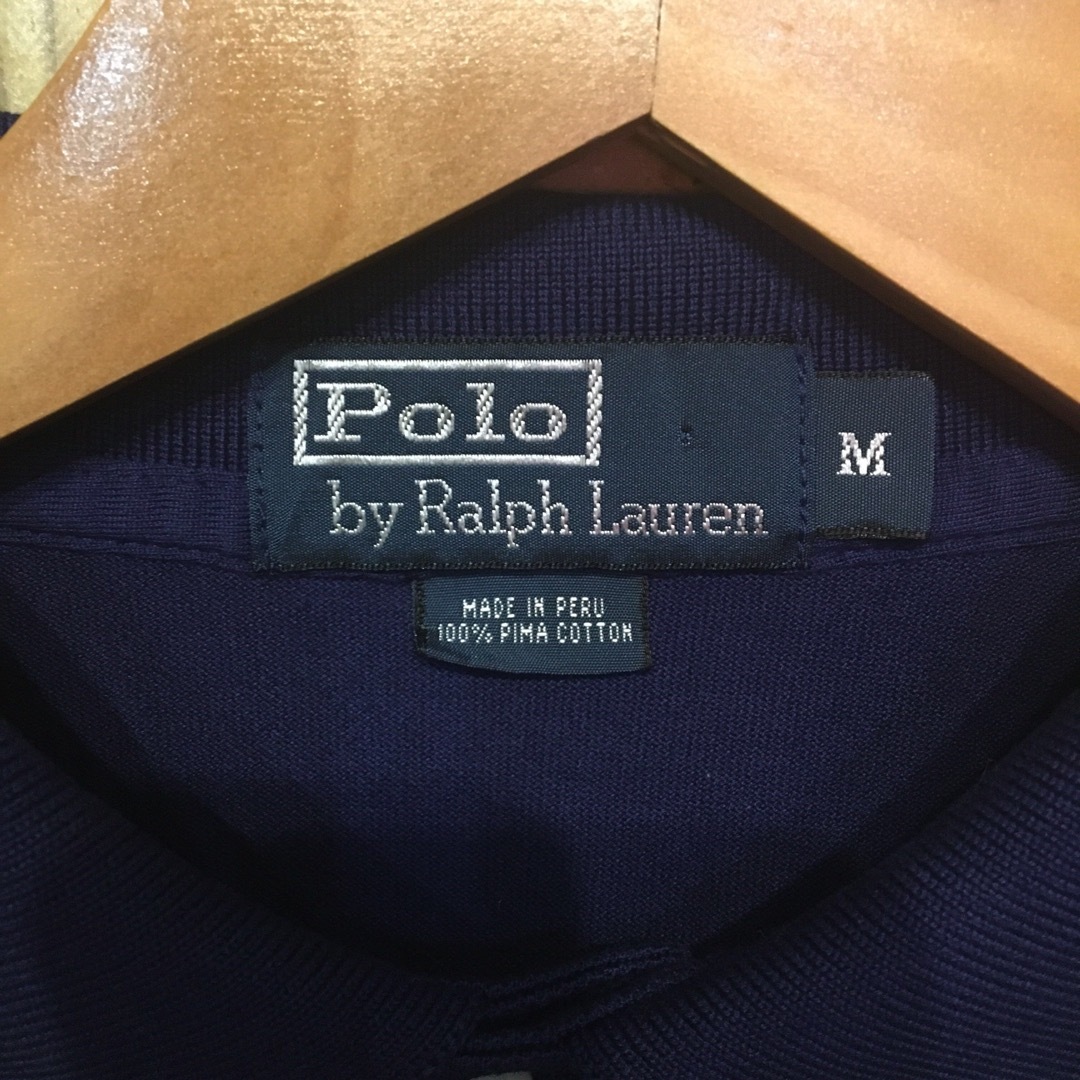 Polo
by Ralph Lauren
M
MADE IN PERU
100% PIMA COTTON